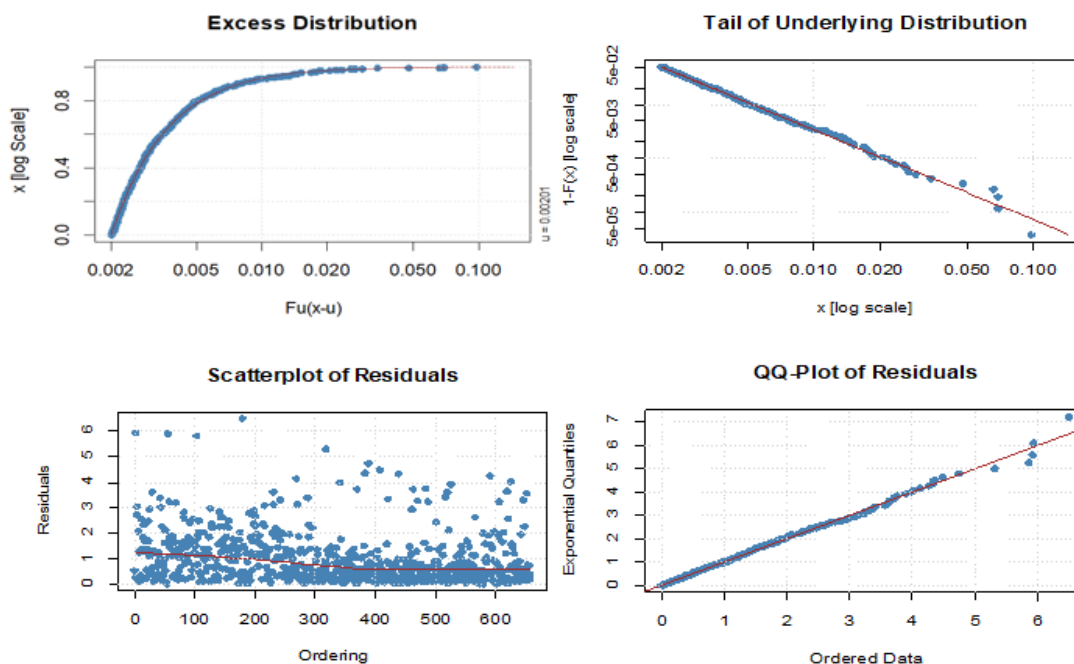 Excess Distribution
x [log Scale]
0.8
0.4
0.0
0.002 0.005 0.010 0.020 0.050 0.100
Fu(x-u)
u = 0.00201
Tail of Underlying Distribution
1-F(x) [log scale]
5e-02
5e-03
5e-04
5e-05
0.002 0.005 0.010 0.020 0.050 0.100
x [log scale]
Scatterplot of Residuals
Residuals
6
5
4
3
2
1
0
0 100 200 300 400 500 600
Ordering
QQ-Plot of Residuals
Exponential Quantiles
7
6
5
4
3
2
1
0
0 1 2 3 4 5 6
Ordered Data